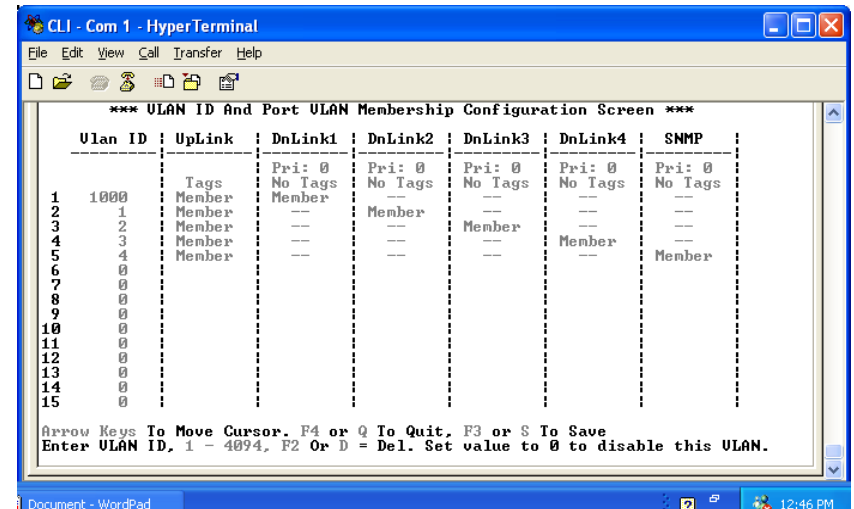 CLI - Com 1 - HyperTerminal
File Edit View Call Transfer Help
*** VLAN ID And Port VLAN Membership Configuration Screen ***
Vlan ID | UpLink | DnLink1 | DnLink2 | DnLink3 | DnLink4 | SNMP |
Pri: 0 Pri: 0 Pri: 0 Pri: 0 Pri: 0
Tags No Tags No Tags No Tags No Tags No Tags
1 1000 Member Member -- -- -- --
2 1 Member -- Member -- -- --
3 2 Member -- -- Member -- --
4 3 Member -- -- -- Member --
5 4 Member -- -- -- -- Member
6 0
7 0
8 0
9 0
10 0
11 0
12 0
13 0
14 0
15 0
Arrow Keys To Move Cursor. F4 or Q To Quit, F3 or S To Save
Enter VLAN ID, 1 - 4094, F2 Or D = Del. Set value to 0 to disable this VLAN.
Document - WordPad
12:46 PM